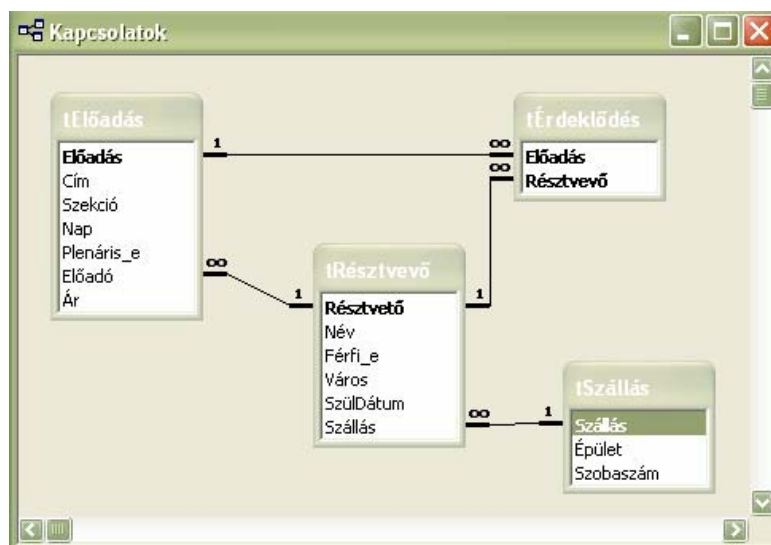 Kapcsolatok
tElőadás
Előadás
Cím
Szekció
Nap
Plenáris_e
Előadó
Ár
1
∞
∞
1
tÉrdeklődés
Előadás
Résztvevő
∞
1
tRésztvevő
Résztvető
Név
Férfi_e
Város
SzülDátum
Szállás
∞
1
tSzállás
Szállás
Épület
Szobaszám